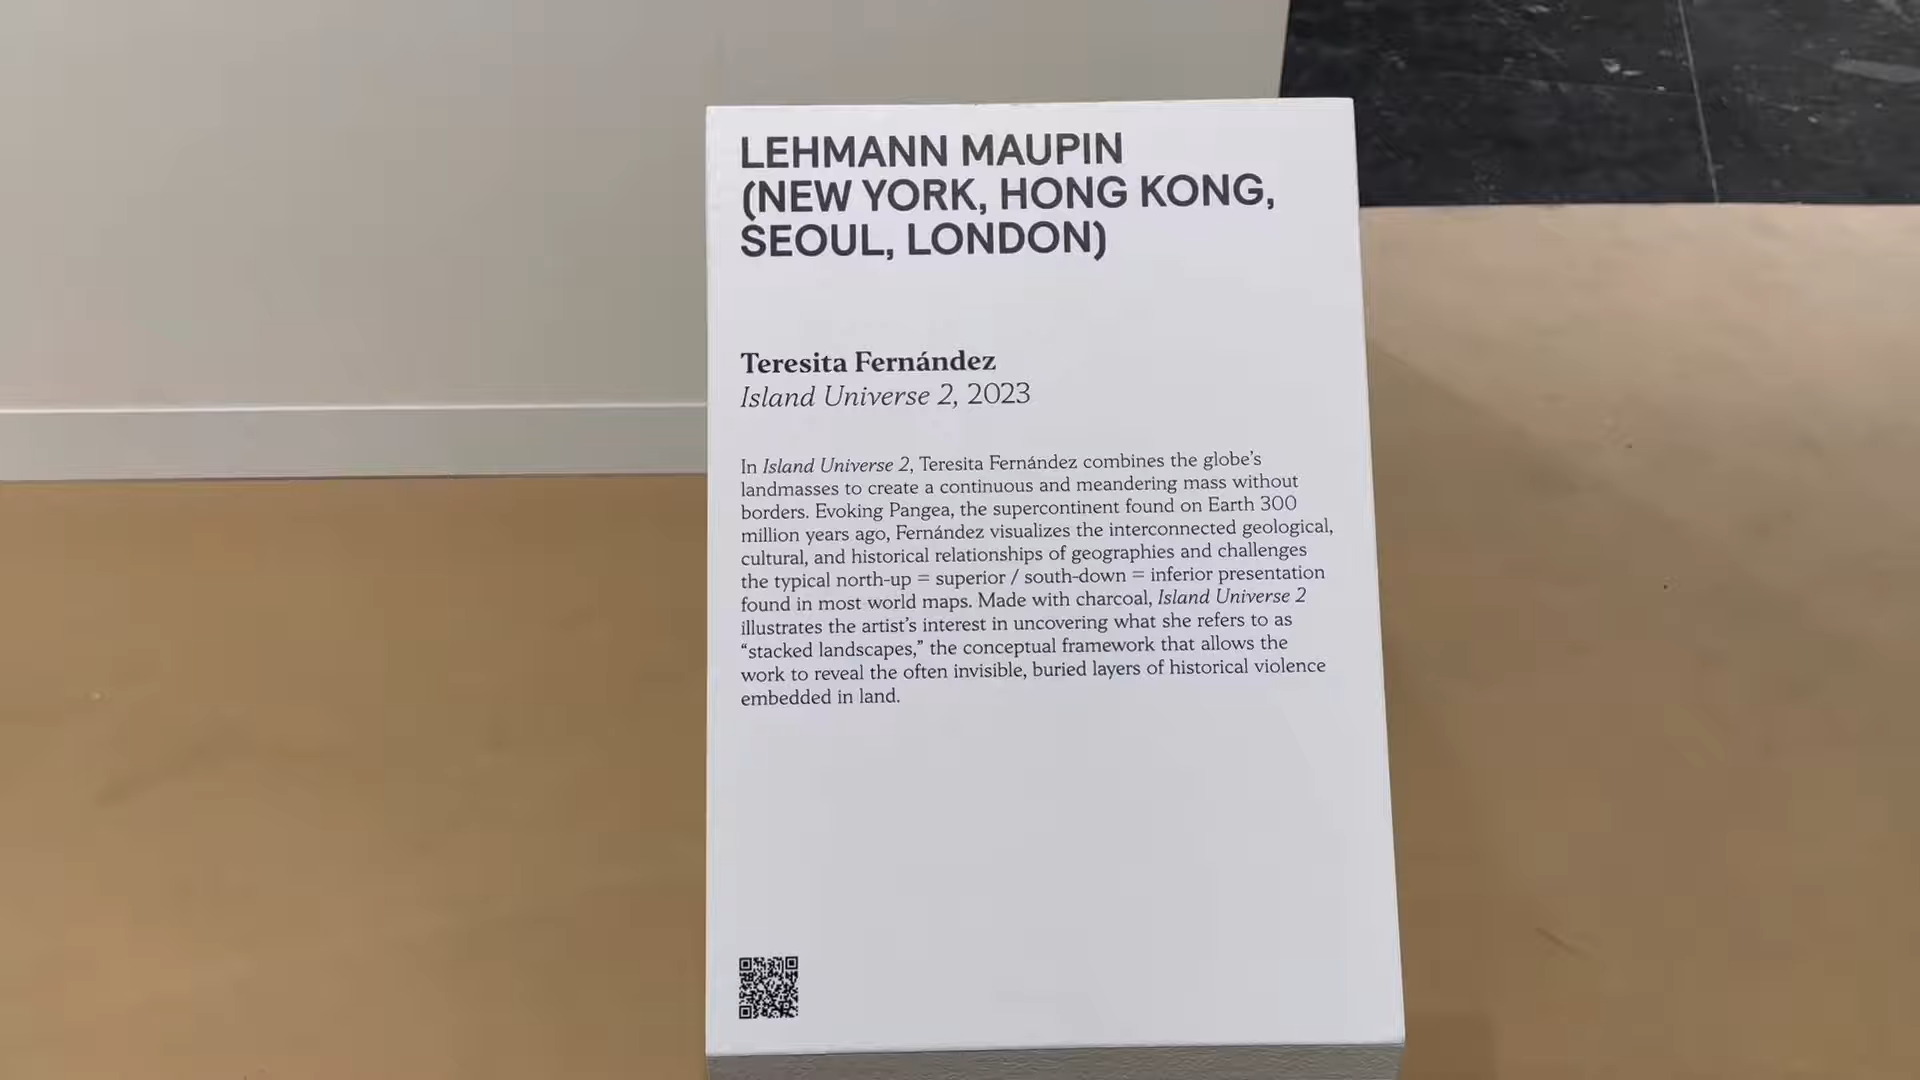 LEHMANN MAUPIN
(NEW YORK, HONG KONG,
SEOUL, LONDON)
Teresita Fernández
Island Universe 2, 2023
In Island Universe 2, Teresita Fernández combines the globe’s
landmasses to create a continuous and meandering mass without
borders. Evoking Pangea, the supercontinent found on Earth 300
million years ago, Fernández visualizes the interconnected geological,
cultural, and historical relationships of geographies and challenges
the typical north-up = superior / south-down = inferior presentation
found in most world maps. Made with charcoal, Island Universe 2
illustrates the artist’s interest in uncovering what she refers to as
“stacked landscapes,” the conceptual framework that allows the
work to reveal the often invisible, buried layers of historical violence
embedded in land.